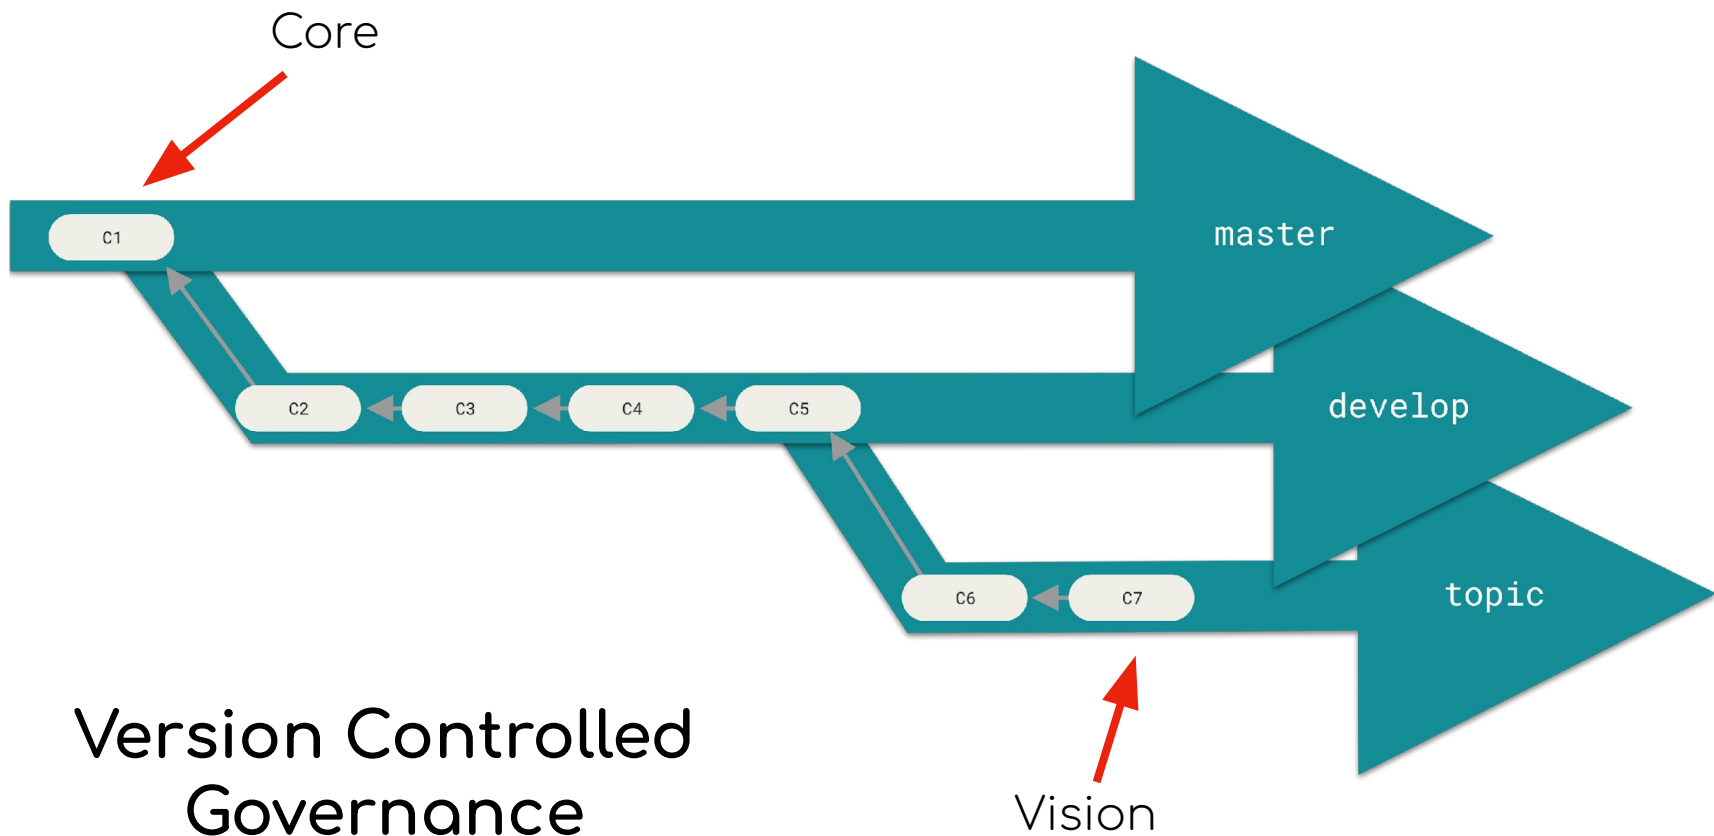 Core
C1
master
C2
C3
C4
C5
develop
C6
C7
topic
Version Controlled
Governance
Vision